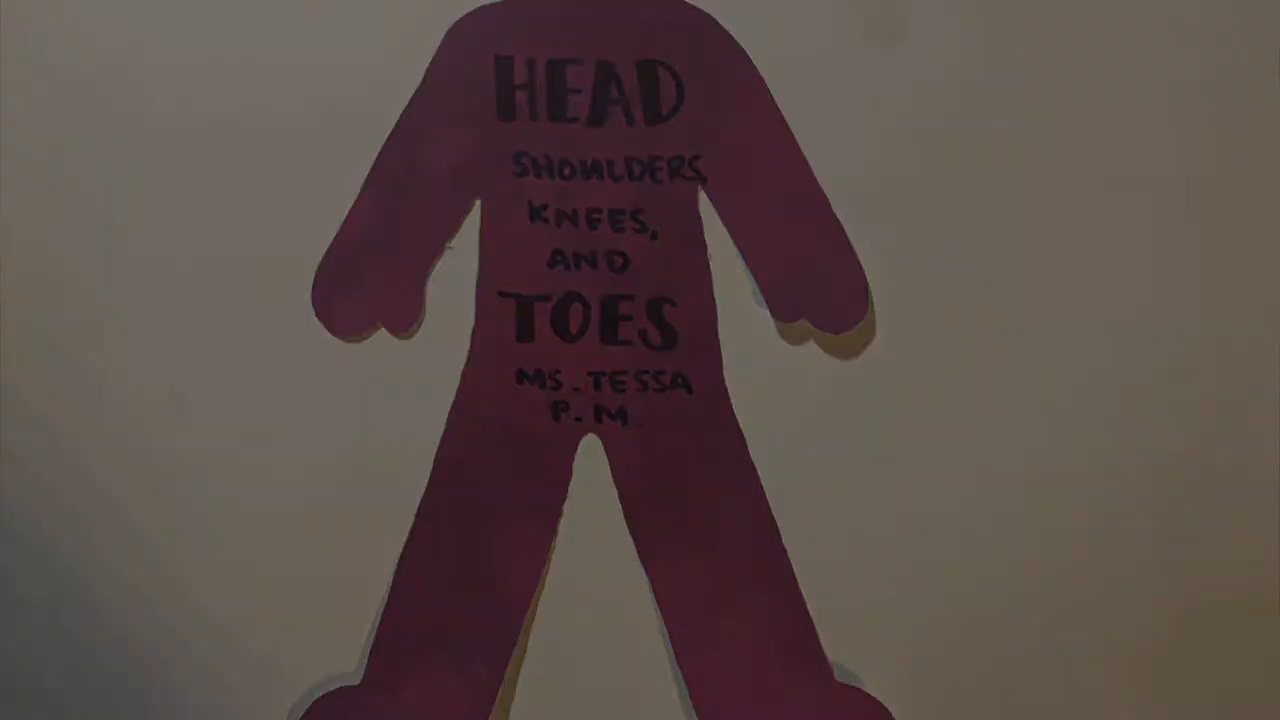 HEAD
SHOULDERS,
KNEES,
AND
TOES
MS. TESSA
P.M.